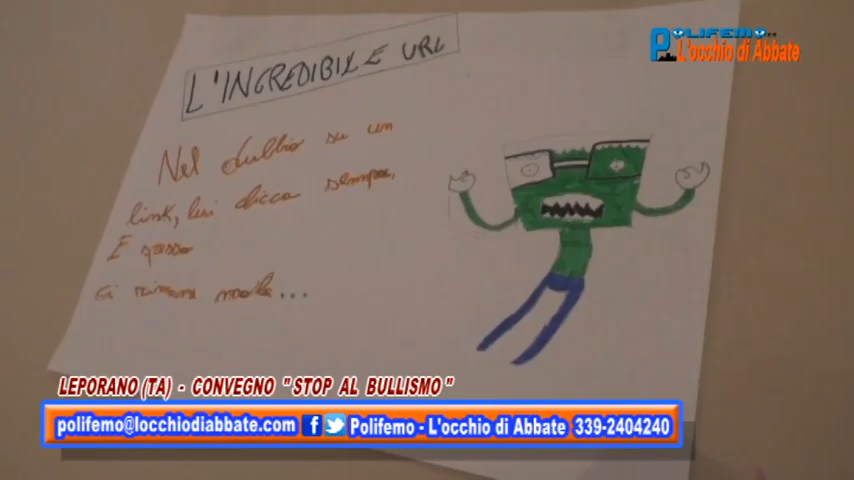 POLIFEMO..
L'occhio di Abbate
L'INCREDIBILE URL
Nel dubbio su un
link, lui clicca sempre,
E spesso
ci rimane male...
LEPORANO (TA) - CONVEGNO "STOP AL BULLISMO"
polifemo@locchiodiabbate.com Polifemo - L'occhio di Abbate 339-2404240